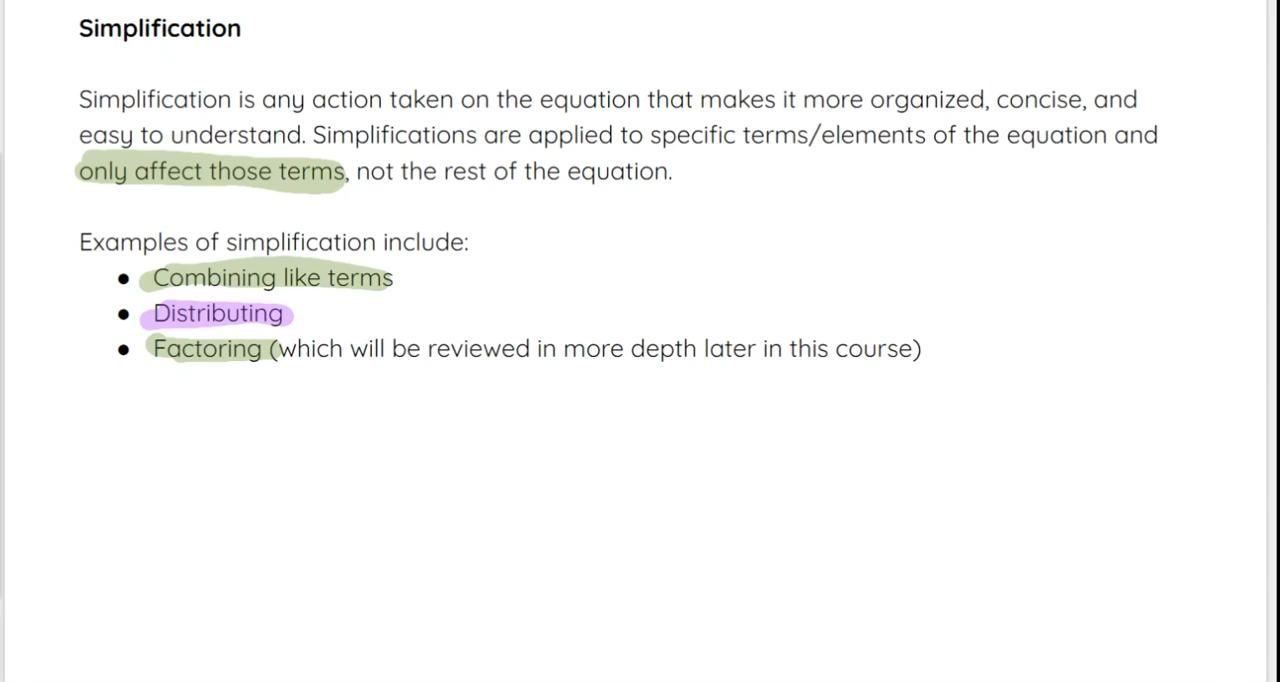 Simplification
Simplification is any action taken on the equation that makes it more organized, concise, and
easy to understand. Simplifications are applied to specific terms/elements of the equation and
only affect those terms, not the rest of the equation.
Examples of simplification include:
● Combining like terms
● Distributing
● Factoring (which will be reviewed in more depth later in this course)